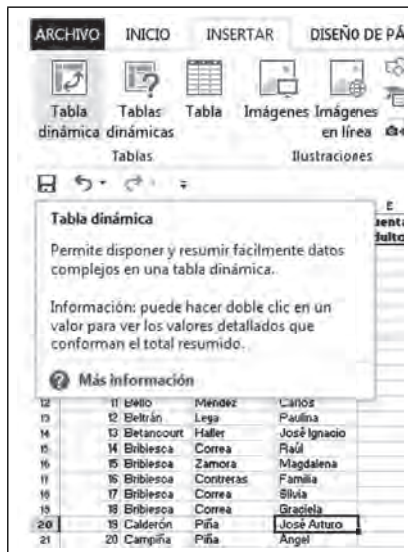 ARCHIVO INICIO INSERTAR DISEÑO DE PÁ
Tabla dinámica
Tablas dinámicas
Tabla
Imágenes
Imágenes en línea
Tablas
Ilustraciones
Tabla dinámica
Permite disponer y resumir fácilmente datos
complejos en una tabla dinámica.
Información: puede hacer doble clic en un
valor para ver los valores detallados que
conforman el total resumido.
Más información
E
uenta
dulto
12 11 Bello Méndez Carlos
13 12 Beltrán Lega Paulina
14 13 Betancourt Haller José Ignacio
15 14 Bribiesca Correa Raúl
16 15 Bribiesca Zamora Magdalena
17 16 Bribiesca Contreras Familia
18 17 Bribiesca Correa Silvia
19 18 Bribiesca Correa Graciela
20 19 Calderón Piña José Arturo
21 20 Campiña Piña Ángel